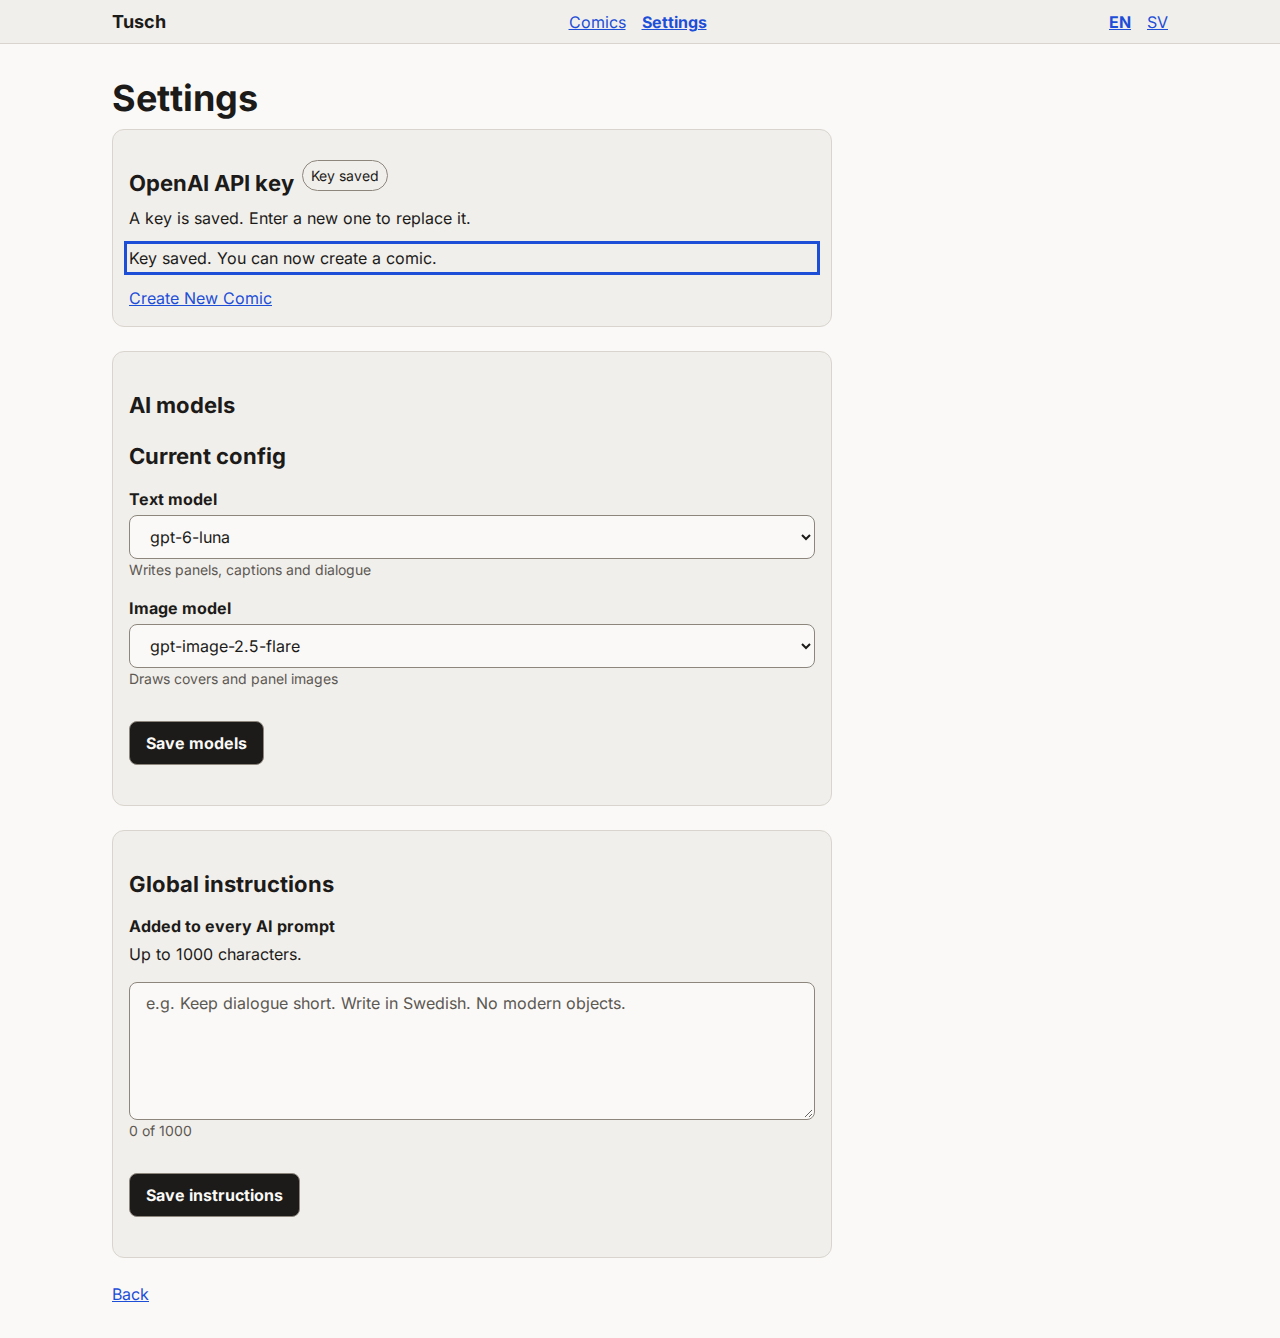 Tusch
Comics Settings
EN SV
Settings
OpenAI API key Key saved
A key is saved. Enter a new one to replace it.
Key saved. You can now create a comic.
Create New Comic
AI models
Current config
Text model
gpt-6-luna
Writes panels, captions and dialogue
Image model
gpt-image-2.5-flare
Draws covers and panel images
Save models
Global instructions
Added to every AI prompt
Up to 1000 characters.
e.g. Keep dialogue short. Write in Swedish. No modern objects.
0 of 1000
Save instructions
Back